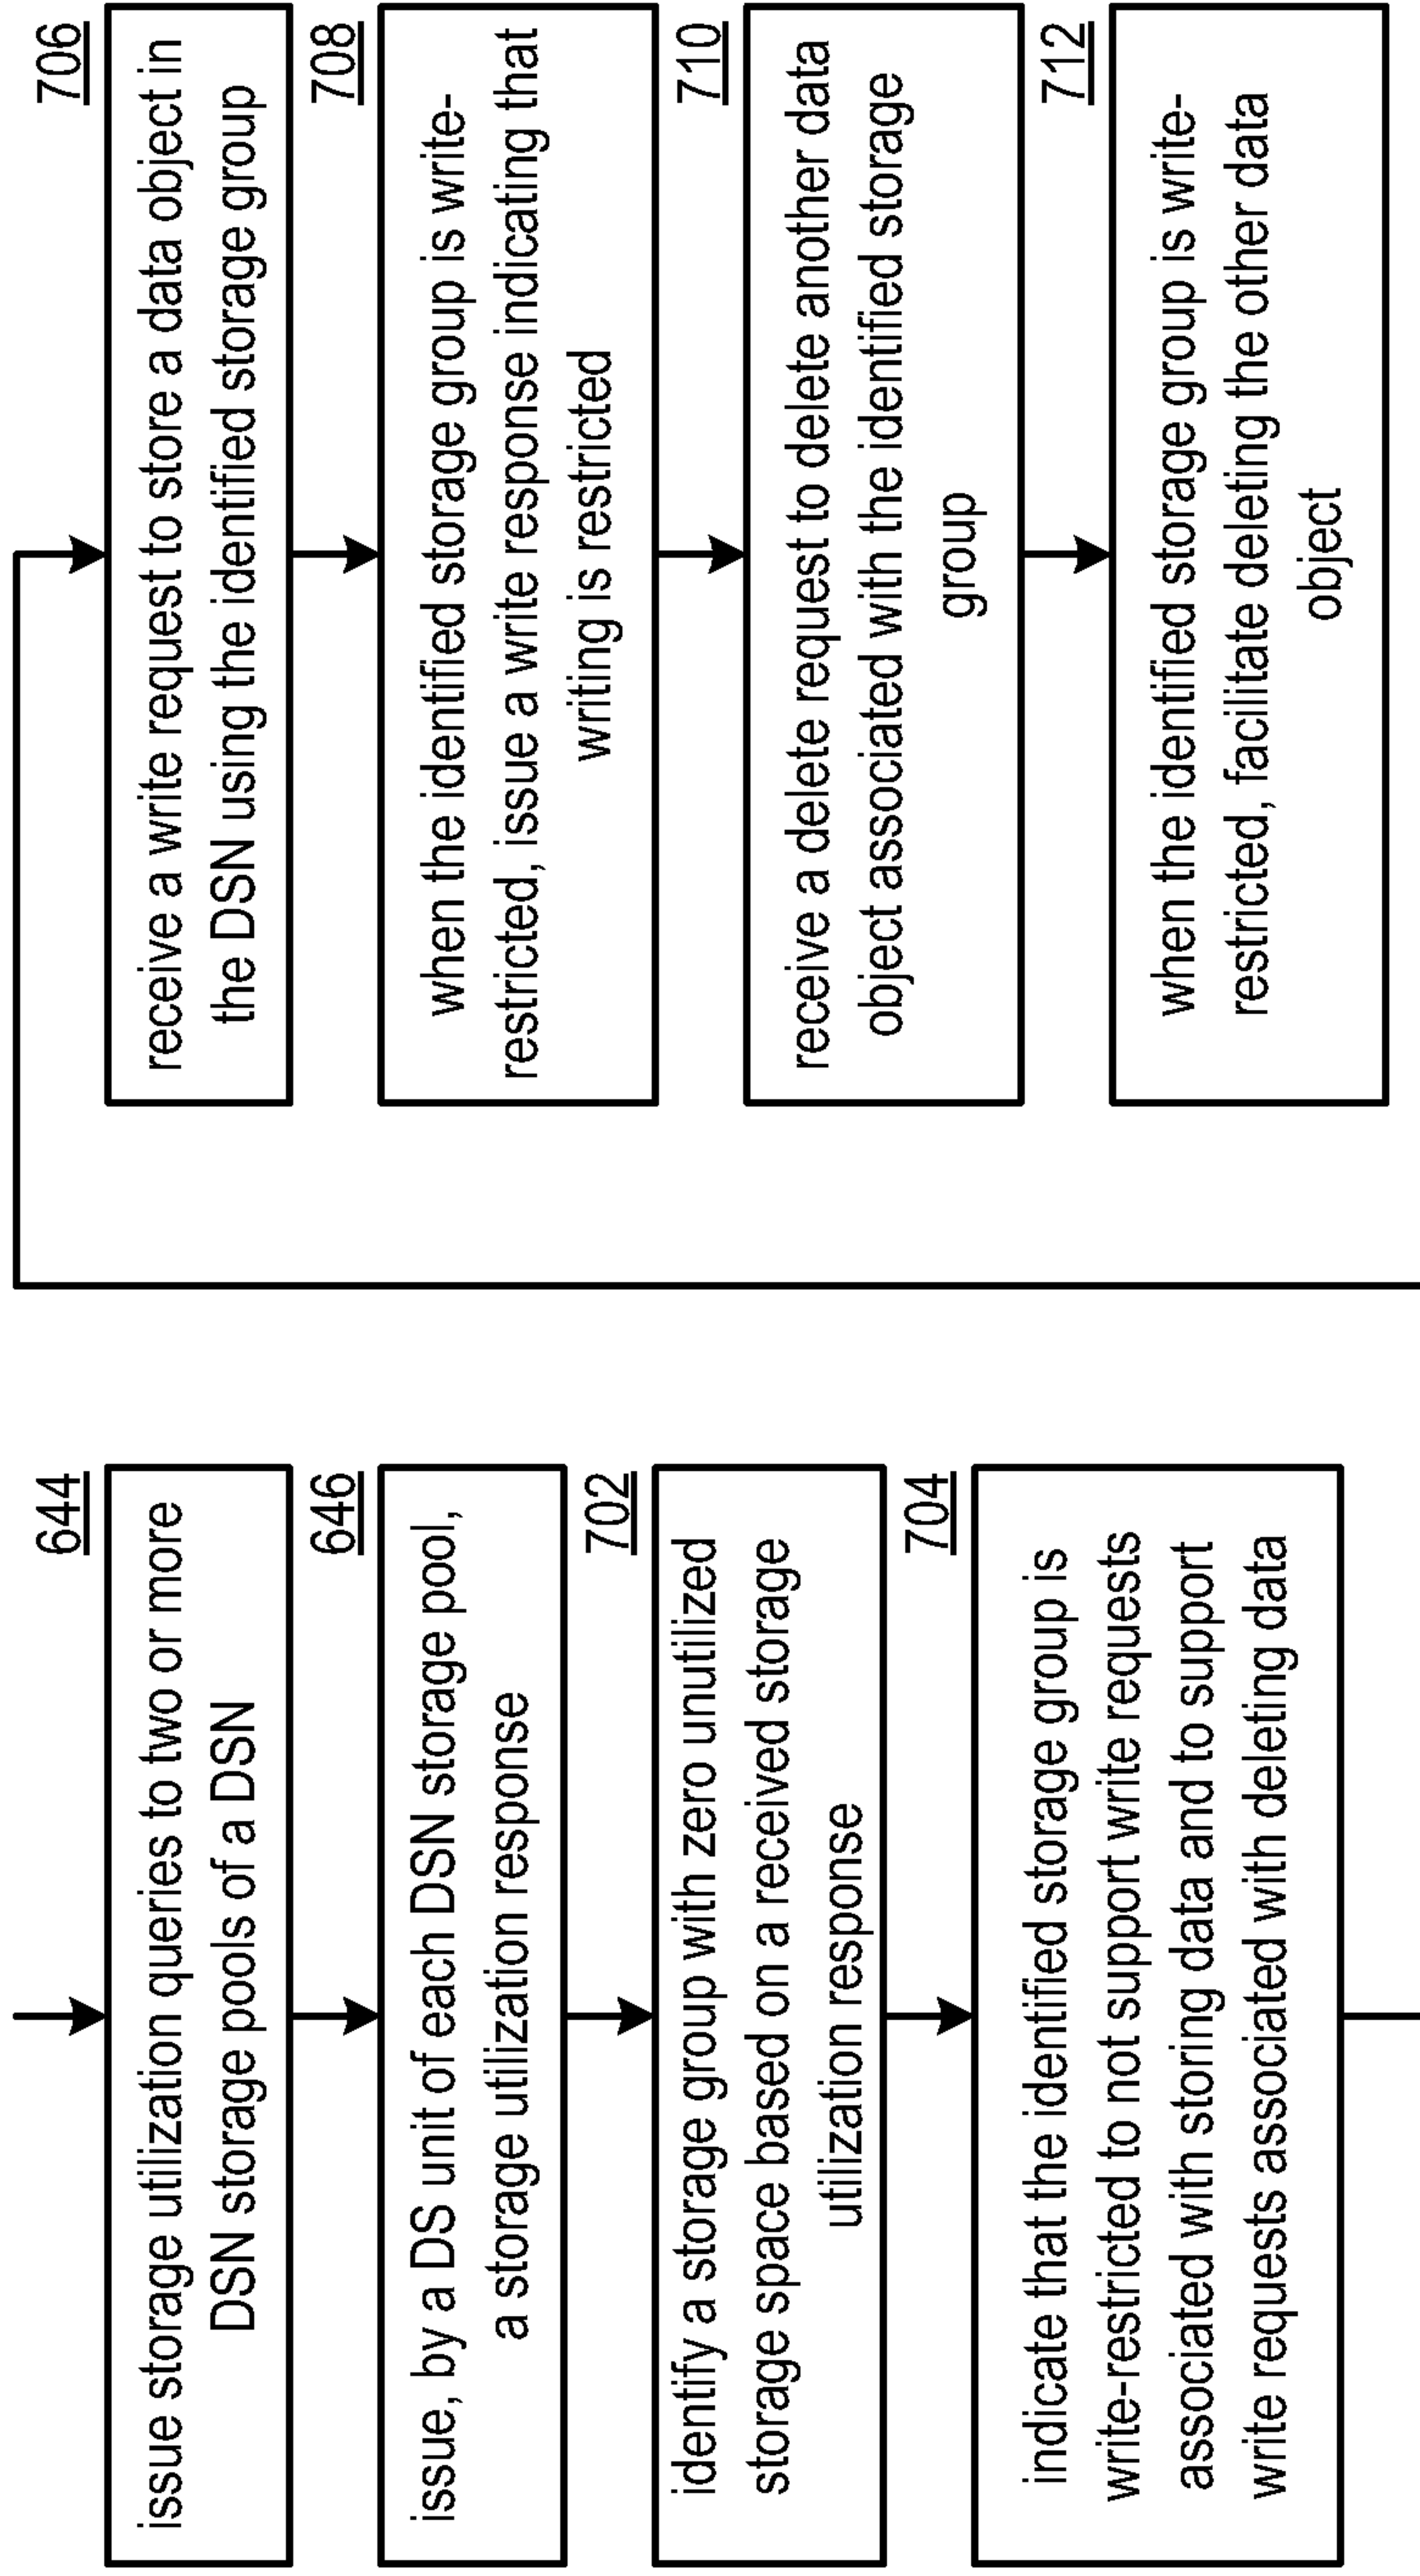 644
issue storage utilization queries to two or more
DSN storage pools of a DSN
646
issue, by a DS unit of each DSN storage pool,
a storage utilization response
702
identify a storage group with zero unutilized
storage space based on a received storage
utilization response
704
indicate that the identified storage group is
write-restricted to not support write requests
associated with storing data and to support
write requests associated with deleting data
706
receive a write request to store a data object in
the DSN using the identified storage group
708
when the identified storage group is write-
restricted, issue a write response indicating that
writing is restricted
710
receive a delete request to delete another data
object associated with the identified storage
group
712
when the identified storage group is write-
restricted, facilitate deleting the other data
object